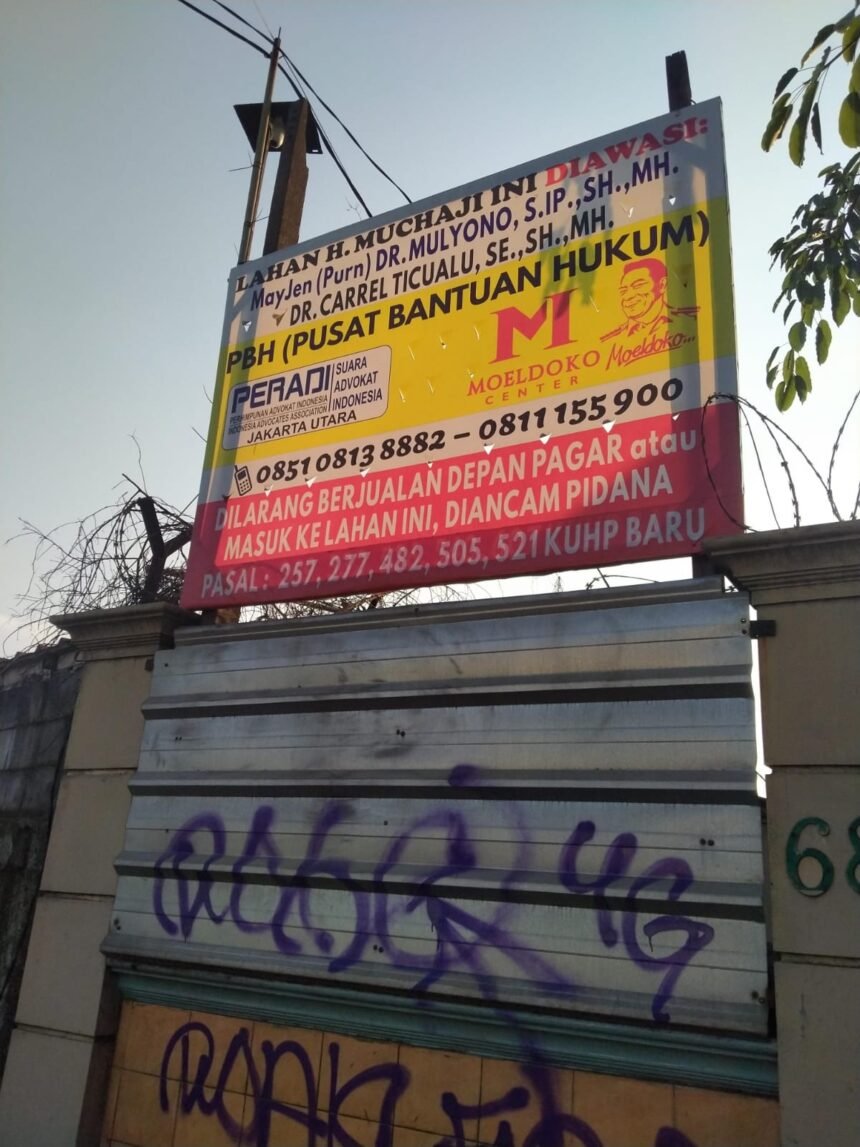 LAHAN H. MUCHAJI INI DIAWASI:
MayJen (Purn) DR. MULYONO, S.IP.,SH.,MH.
DR. CARREL TICUALU, SE.,SH.,MH.
PBH (PUSAT BANTUAN HUKUM)
PERADI
PERHIMPUNAN ADVOKAT INDONESIA
INDONESIA ADVOCATES ASSOCIATION
SUARA
ADVOKAT
INDONESIA
JAKARTA UTARA
M
MOELDOKO
CENTER
Moeldoko...
0851 0813 8882 – 0811 155 900
DILARANG BERJUALAN DEPAN PAGAR atau
MASUK KE LAHAN INI, DIANCAM PIDANA
PASAL : 257, 277, 482, 505, 521 KUHP BARU
4G
68